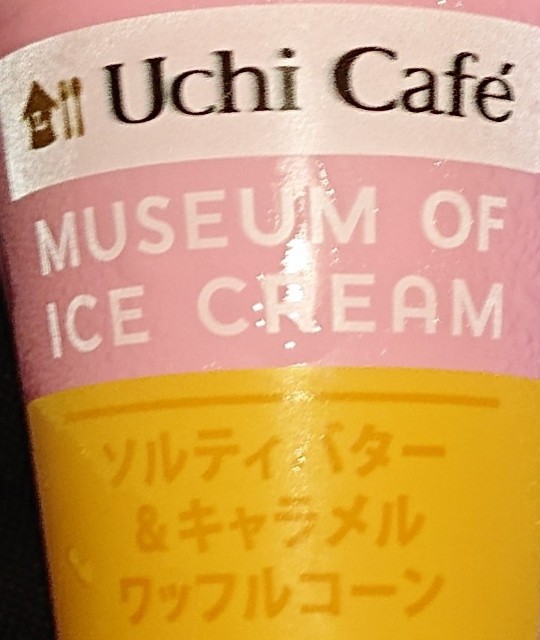 Uchi Café
MUSEUM OF
ICE CREAM
ソルティバター
&キャラメル
ワッフルコーン